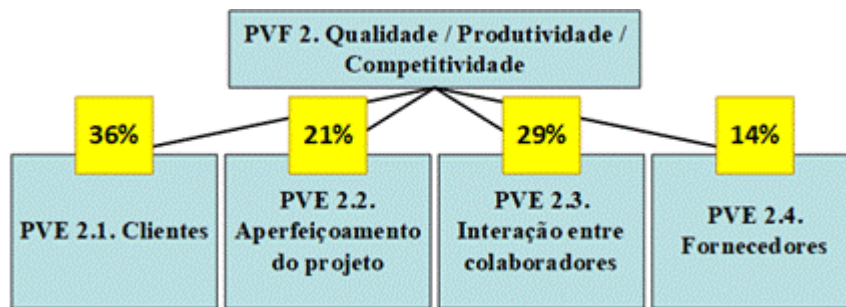 PVF 2. Qualidade / Produtividade /
Competitividade
36%
21%
29%
14%
PVE 2.1. Clientes
PVE 2.2.
Aperfeiçoamento
do projeto
PVE 2.3.
Interação entre
colaboradores
PVE 2.4.
Fornecedores